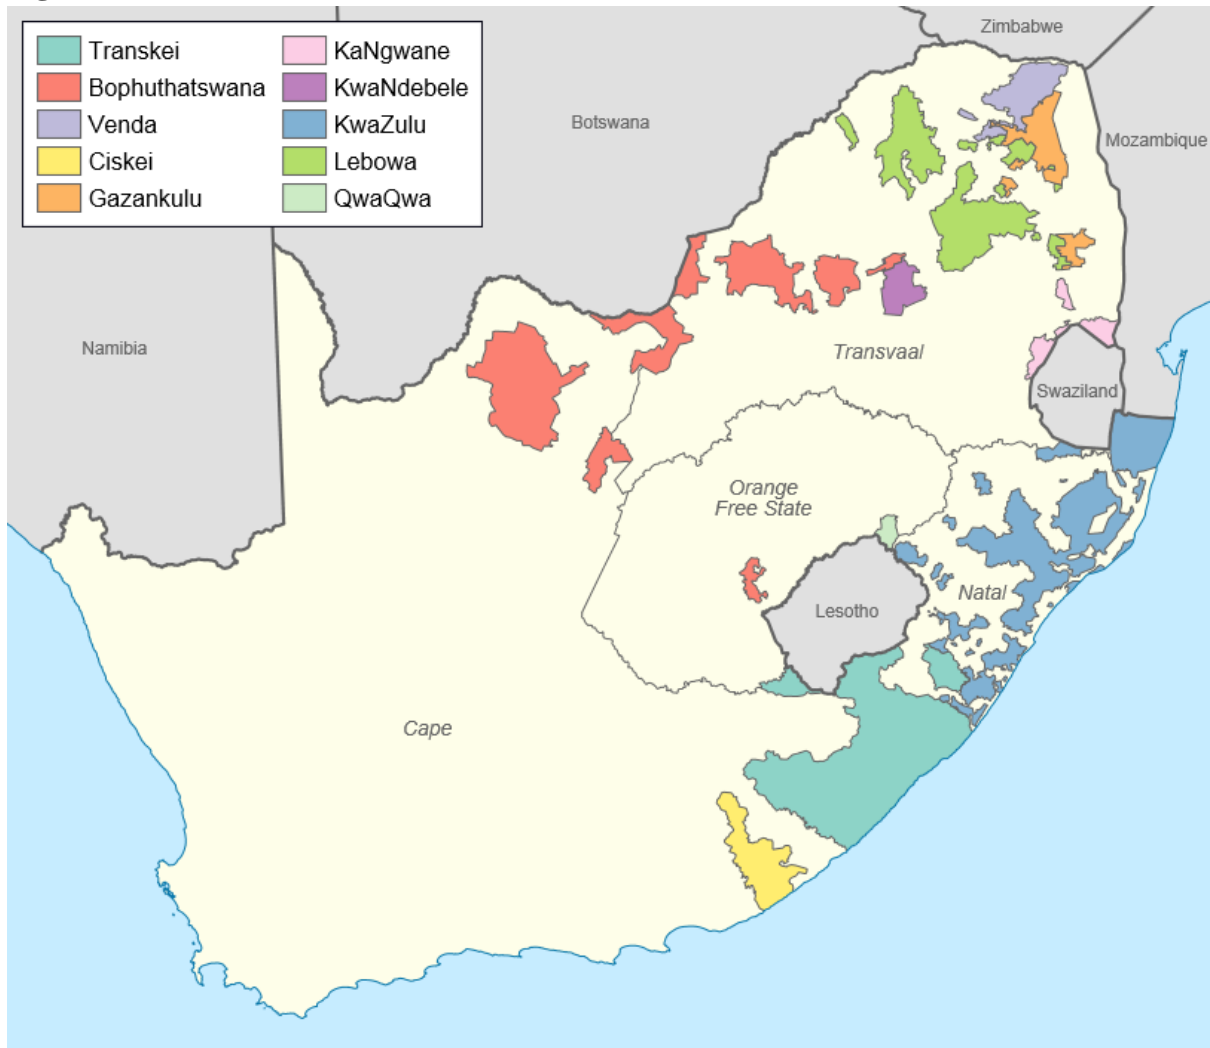 Transkei
Bophuthatswana
Venda
Ciskei
Gazankulu
KaNgwane
KwaNdebele
KwaZulu
Lebowa
QwaQwa
Zimbabwe
Botswana
Mozambique
Namibia
Transvaal
Swaziland
Orange
Free State
Natal
Lesotho
Cape